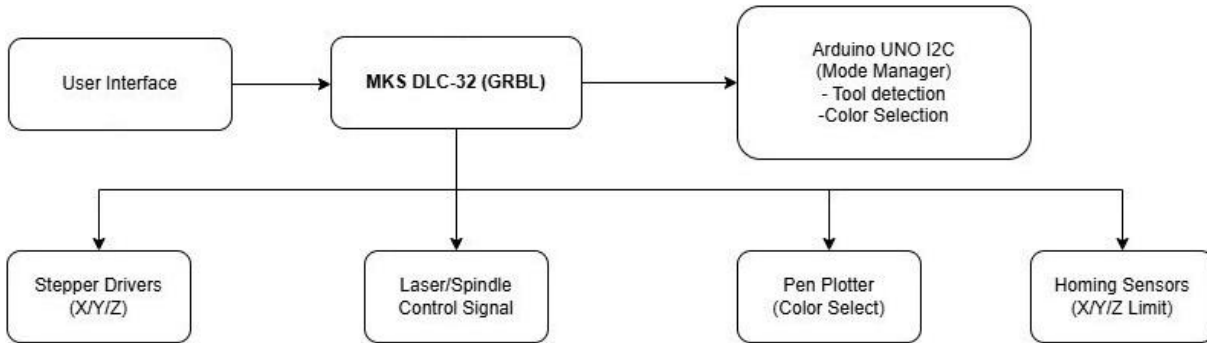 User Interface
MKS DLC-32 (GRBL)
Arduino UNO I2C
(Mode Manager)
- Tool detection
-Color Selection
Stepper Drivers
(X/Y/Z)
Laser/Spindle
Control Signal
Pen Plotter
(Color Select)
Homing Sensors
(X/Y/Z Limit)